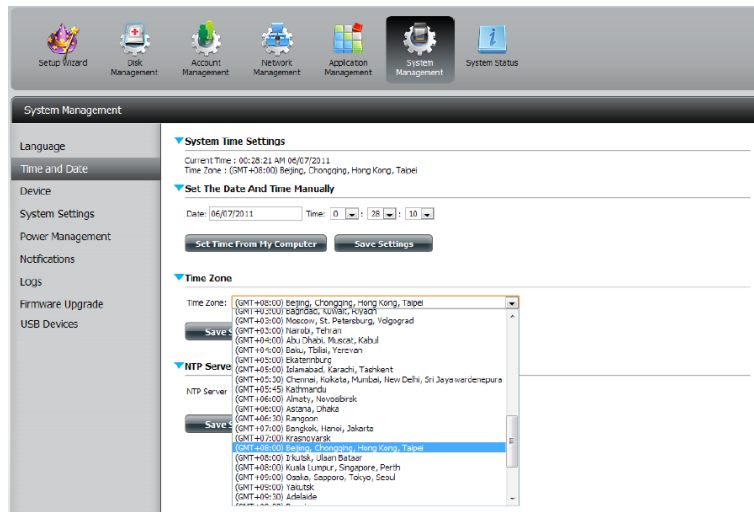 Setup Wizard
Disk Management
Account Management
Network Management
Application Management
System Management
System Status
System Management
Language
Time and Date
Device
System Settings
Power Management
Notifications
Logs
Firmware Upgrade
USB Devices
System Time Settings
Current Time : 00:28:21 AM 06/07/2011
Time Zone : (GMT+08:00) Beijing, Chongqing, Hong Kong, Taipei
Set The Date And Time Manually
Date: 06/07/2011 Time: 0 : 28 : 10
Set Time From My Computer Save Settings
Time Zone
Time Zone: (GMT+08:00) Beijing, Chongqing, Hong Kong, Taipei
(GMT+03:00) Baghdad, Kuwait, Riyadh
(GMT+03:00) Moscow, St. Petersburg, Volgograd
(GMT+03:00) Nairobi, Tehran
(GMT+04:00) Abu Dhabi, Muscat, Kabul
(GMT+04:00) Baku, Tbilisi, Yerevan
(GMT+05:00) Ekaterinburg
(GMT+05:00) Islamabad, Karachi, Tashkent
(GMT+05:30) Chennai, Kolkata, Mumbai, New Delhi, Sri Jayawardenepura
(GMT+05:45) Kathmandu
(GMT+06:00) Almaty, Novosibirsk
(GMT+06:00) Astana, Dhaka
(GMT+06:30) Rangoon
(GMT+07:00) Bangkok, Hanoi, Jakarta
(GMT+07:00) Krasnoyarsk
(GMT+08:00) Beijing, Chongqing, Hong Kong, Taipei
(GMT+08:00) Irkutsk, Ulaan Bataar
(GMT+08:00) Kuala Lumpur, Singapore, Perth
(GMT+09:00) Osaka, Sapporo, Tokyo, Seoul
(GMT+09:00) Yakutsk
(GMT+09:30) Adelaide
Save S
NTP Serve
NTP Server
Save S